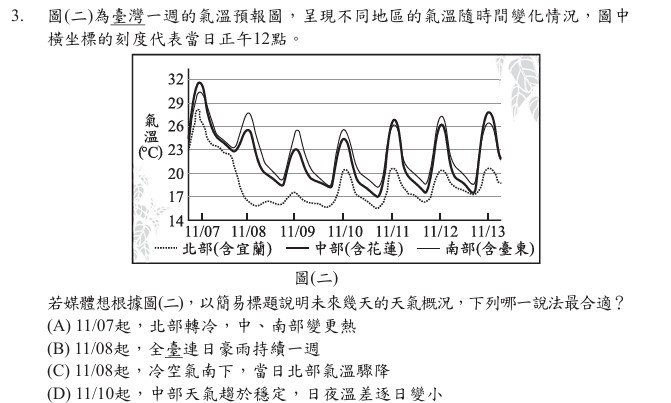 3. 圖(二)為臺灣一週的氣溫預報圖，呈現不同地區的氣溫隨時間變化情況，圖中
橫坐標的刻度代表當日正午12點。
氣溫(℃)
32
29
26
23
20
17
14
11/07 11/08 11/09 11/10 11/11 11/12 11/13
北部(含宜蘭) 中部(含花蓮) 南部(含臺東)
圖(二)
若媒體想根據圖(二)，以簡易標題說明未來幾天的天氣概況，下列哪一說法最合適？
(A) 11/07起，北部轉冷，中、南部變更熱
(B) 11/08起，全臺連日豪雨持續一週
(C) 11/08起，冷空氣南下，當日北部氣溫驟降
(D) 11/10起，中部天氣趨於穩定，日夜溫差逐日變小